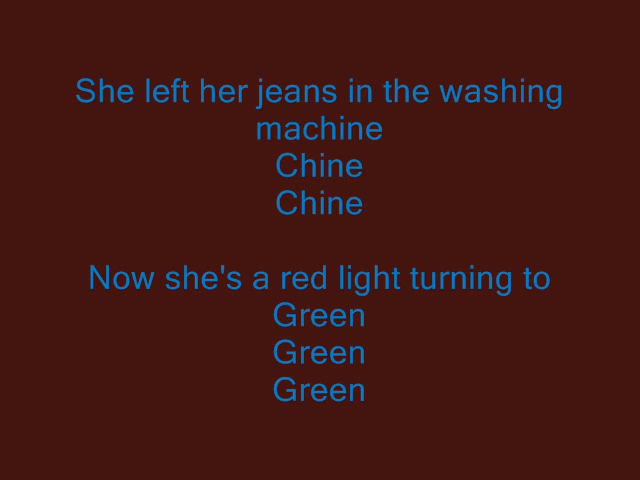 She left her jeans in the washing
machine
Chine
Chine
Now she's a red light turning to
Green
Green
Green